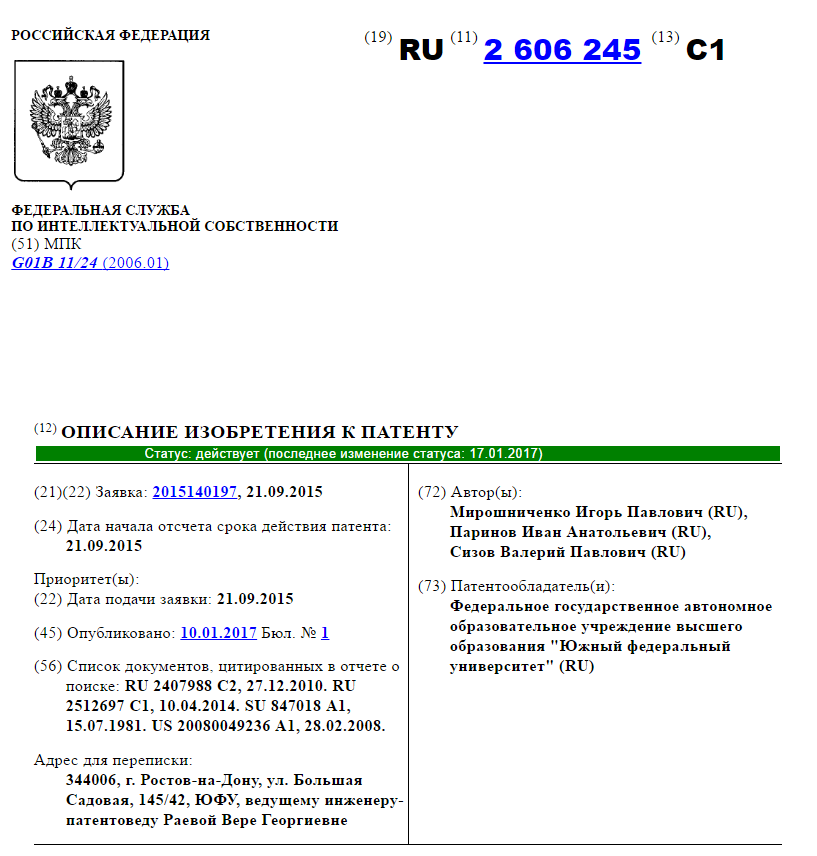 РОССИЙСКАЯ ФЕДЕРАЦИЯ
(19) RU (11) 2 606 245 (13) C1
ФЕДЕРАЛЬНАЯ СЛУЖБА
ПО ИНТЕЛЛЕКТУАЛЬНОЙ СОБСТВЕННОСТИ
(51) МПК
G01B 11/24 (2006.01)
(12) ОПИСАНИЕ ИЗОБРЕТЕНИЯ К ПАТЕНТУ
Статус: действует (последнее изменение статуса: 17.01.2017)
(21)(22) Заявка: 2015140197, 21.09.2015
(24) Дата начала отсчета срока действия патента:
21.09.2015
Приоритет(ы):
(22) Дата подачи заявки: 21.09.2015
(45) Опубликовано: 10.01.2017 Бюл. № 1
(56) Список документов, цитированных в отчете о
поиске: RU 2407988 C2, 27.12.2010. RU
2512697 C1, 10.04.2014. SU 847018 A1,
15.07.1981. US 20080049236 A1, 28.02.2008.
Адрес для переписки:
344006, г. Ростов-на-Дону, ул. Большая
Садовая, 145/42, ЮФУ, ведущему инженеру-
патентоведу Раевой Вере Георгиевне
(72) Автор(ы):
Мирошниченко Игорь Павлович (RU),
Паринов Иван Анатольевич (RU),
Сизов Валерий Павлович (RU)
(73) Патентообладатель(и):
Федеральное государственное автономное
образовательное учреждение высшего
образования "Южный федеральный
университет" (RU)